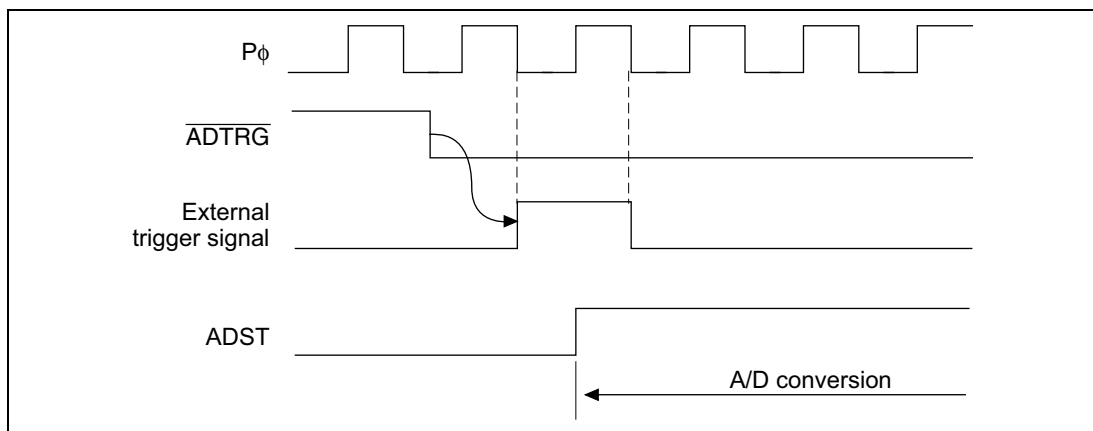 Pϕ
ADTRG
External
trigger signal
ADST
A/D conversion